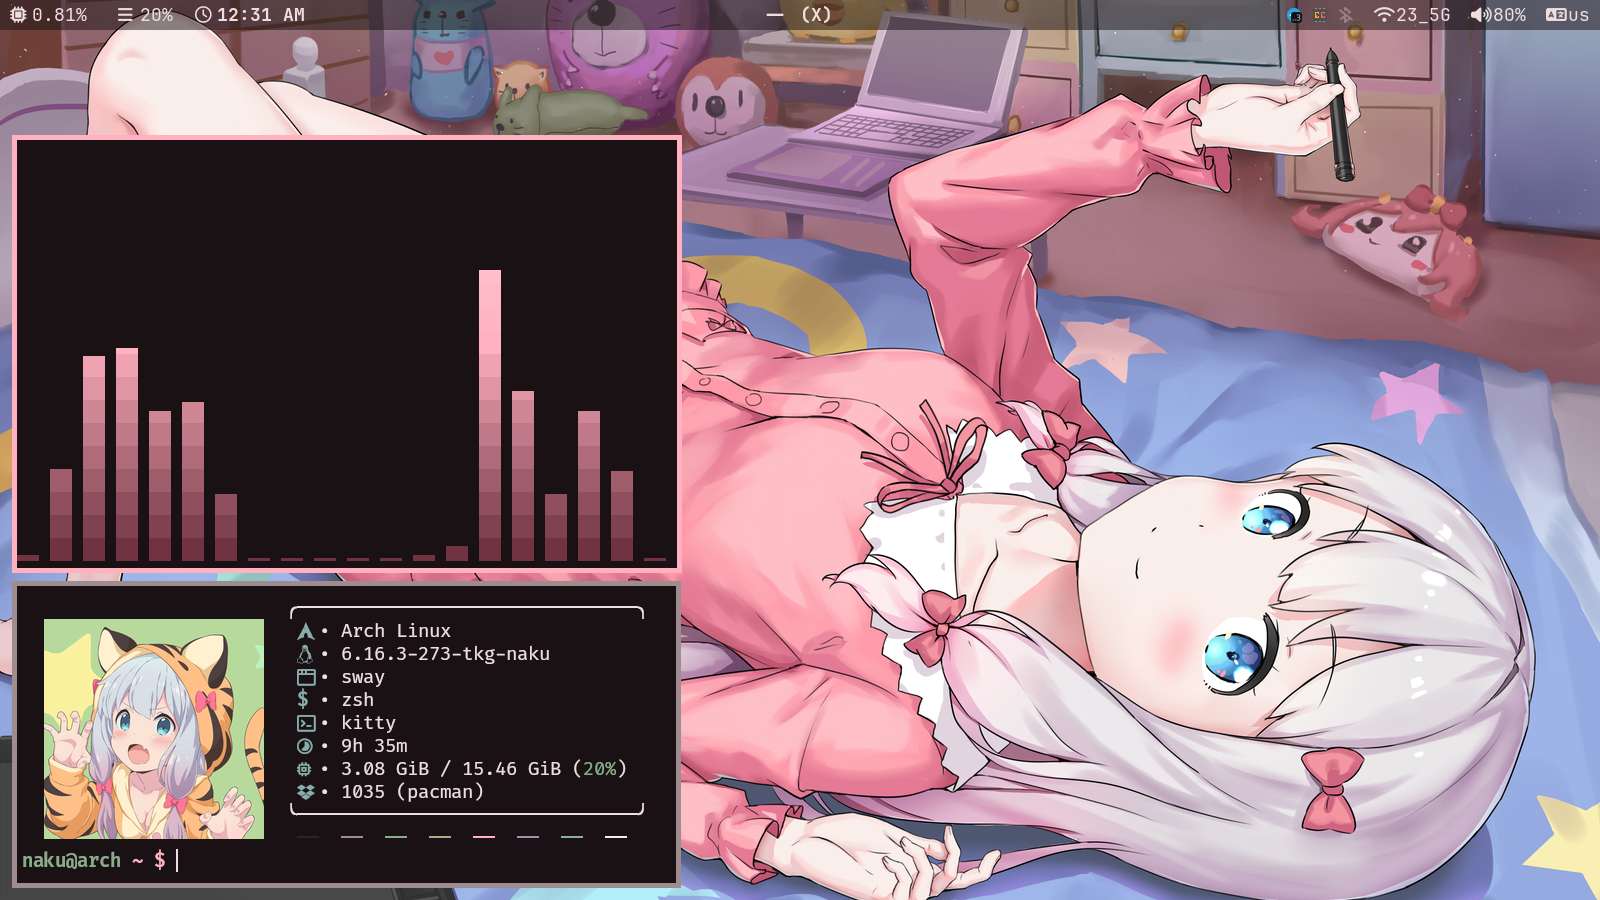 0.81% 20% 12:31 AM — (X) 23_5G 80% us
• Arch Linux
• 6.16.3-273-tkg-naku
• sway
$ • zsh
• kitty
• 9h 35m
• 3.08 GiB / 15.46 GiB (20%)
• 1035 (pacman)
naku@arch ~ $